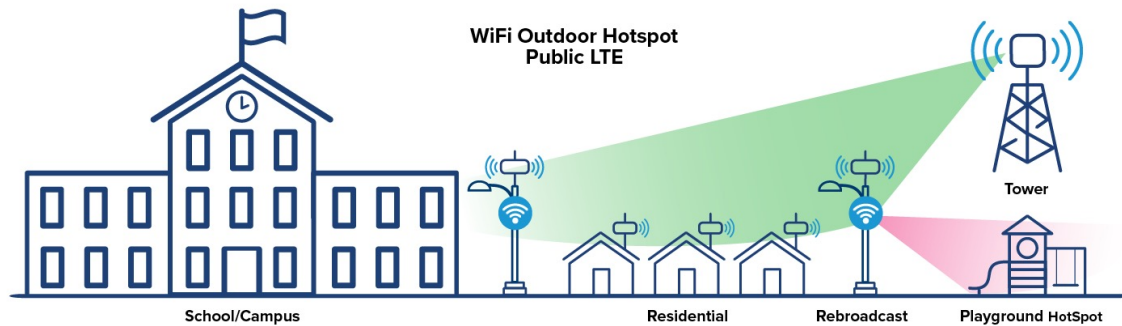 WiFi Outdoor Hotspot
Public LTE
Tower
School/Campus
Residential
Rebroadcast
Playground HotSpot